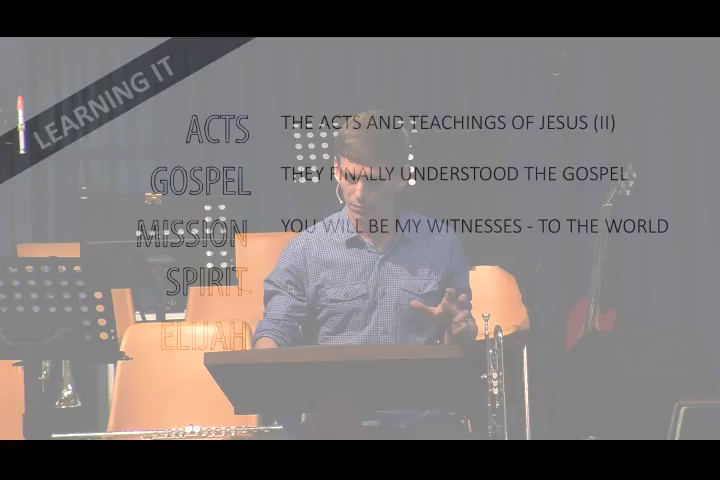 LEARNING IT
ACTS THE ACTS AND TEACHINGS OF JESUS (II)
GOSPEL THEY FINALLY UNDERSTOOD THE GOSPEL
MISSION YOU WILL BE MY WITNESSES - TO THE WORLD
SPIRIT
ELIJAH